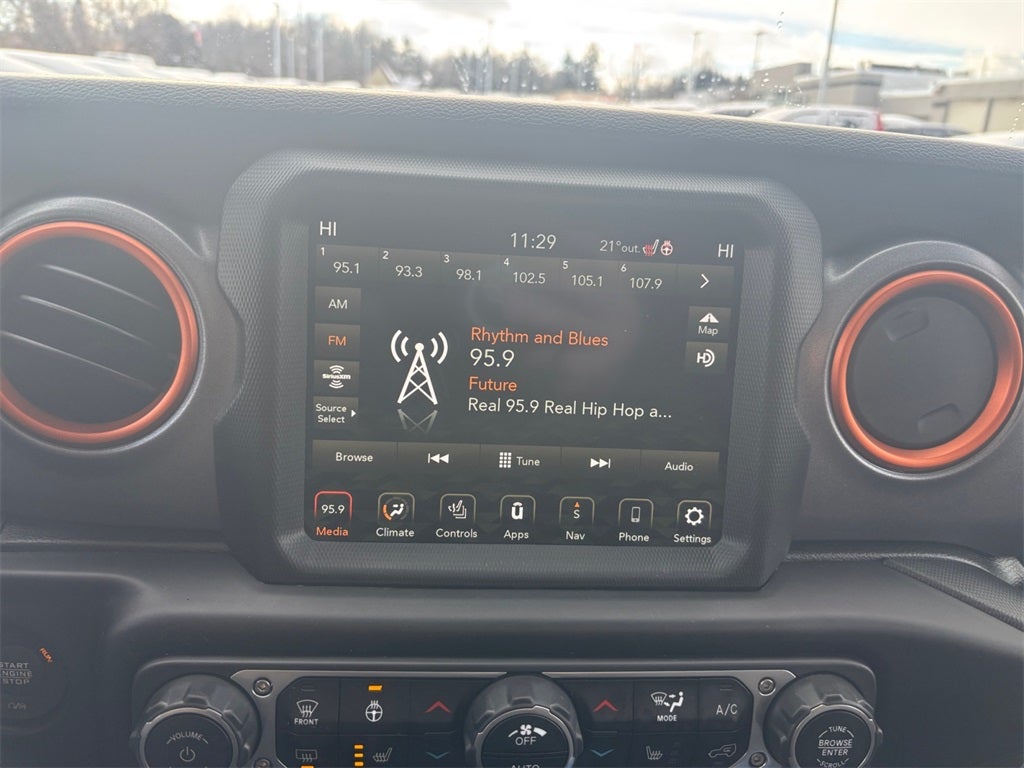 HI 11:29 21°out. HI
1 95.1 2 93.3 3 98.1 4 102.5 5 105.1 6 107.9
AM
FM
SiriusXM
Source
Select
Rhythm and Blues
95.9
Future
Real 95.9 Real Hip Hop a...
Map
HD
Browse Tune Audio
95.9 û S
Media Climate Controls Apps Nav Phone Settings
RUN
START
ENGINE
STOP
VOLUME
FRONT
OFF
AUTO
MODE
A/C
TUNE
BROWSE
ENTER
SCROLL